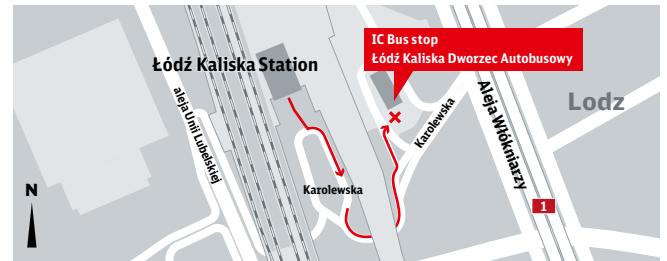 IC Bus stop
Łódź Kaliska Dworzec Autobusowy
Łódź Kaliska Station
aleja Unii Lubelskiej
Karolewska
Karolewska
Aleja Włókniarzy
Lodz
N
1